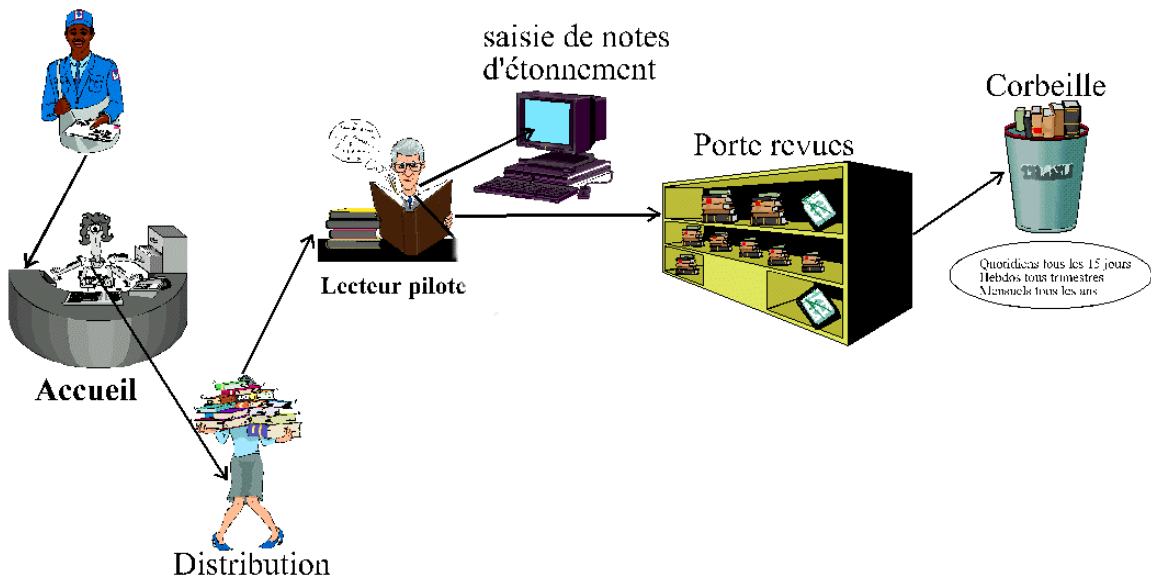 saisie de notes
d'étonnement
Corbeille
Porte revues
TRASH
Quotidiens tous les 15 jours
Hebdos tous trimestres
Mensuels tous les ans
Lecteur pilote
Accueil
Distribution